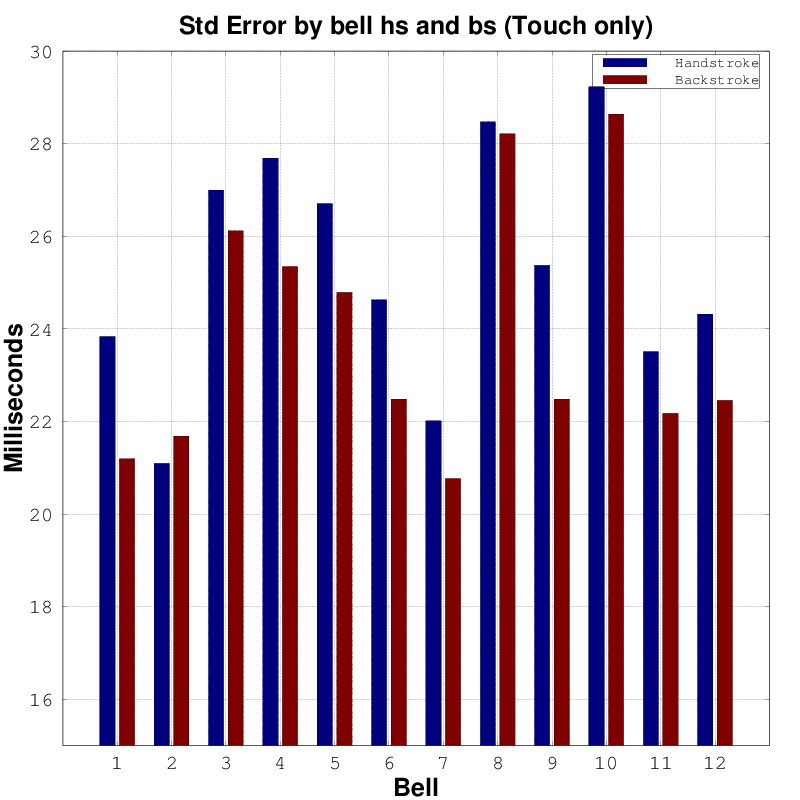 Std Error by bell hs and bs (Touch only)
Handstroke
Backstroke
30
28
26
24
22
20
18
16
Milliseconds
1 2 3 4 5 6 7 8 9 10 11 12
Bell